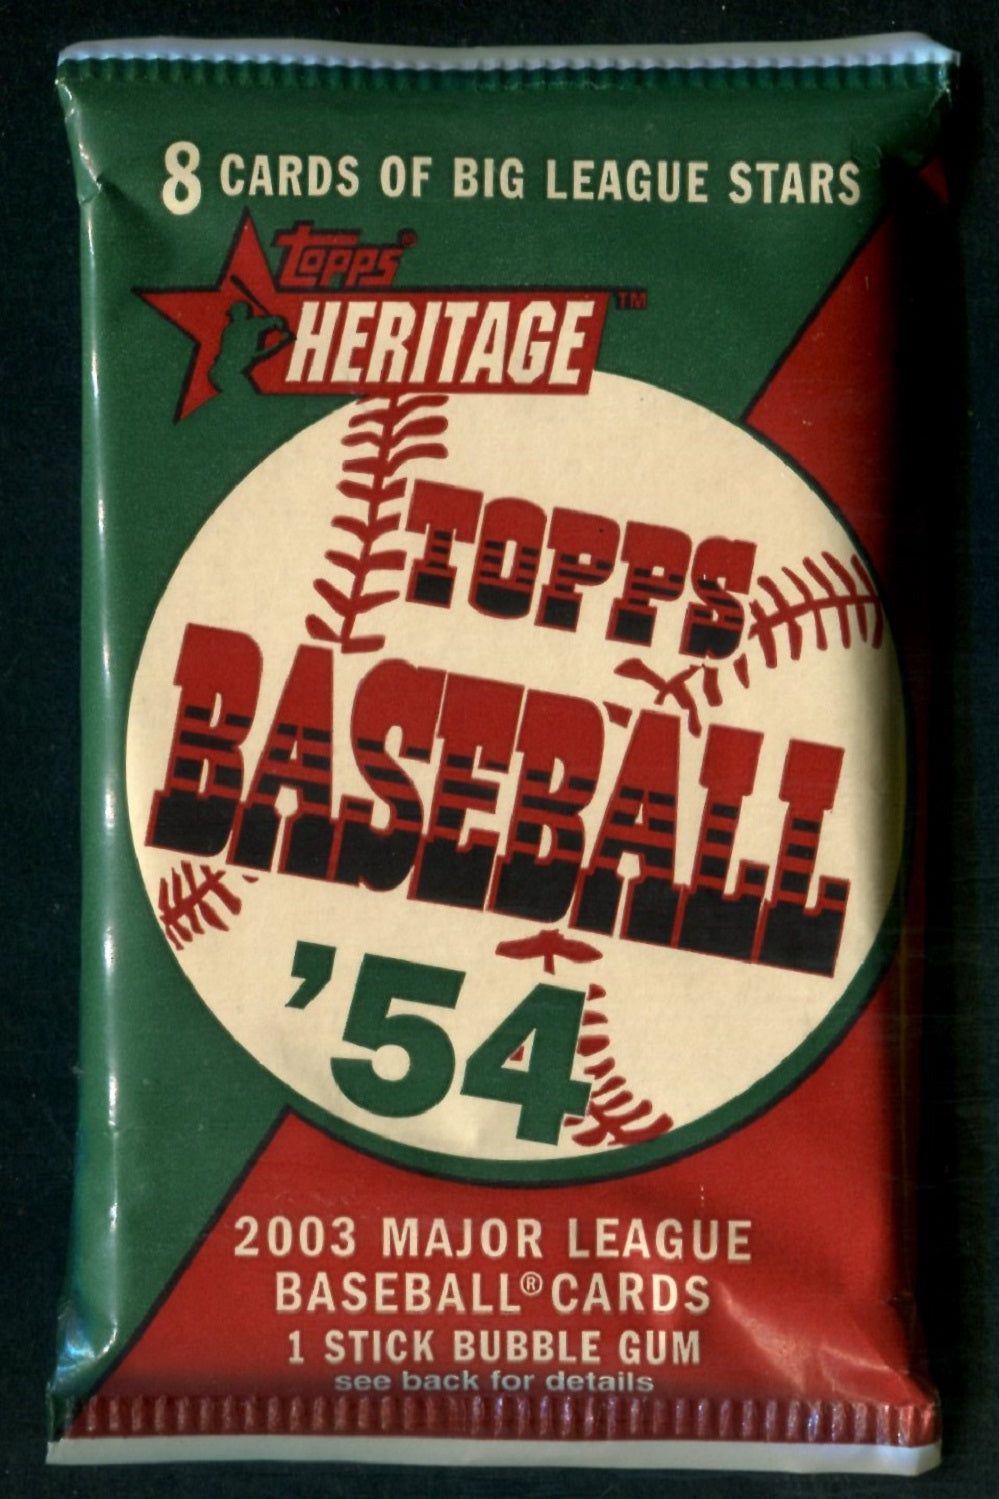 8 CARDS OF BIG LEAGUE STARS
Topps®
HERITAGE™
TOPPS
BASEBALL
'54
2003 MAJOR LEAGUE
BASEBALL® CARDS
1 STICK BUBBLE GUM
see back for details